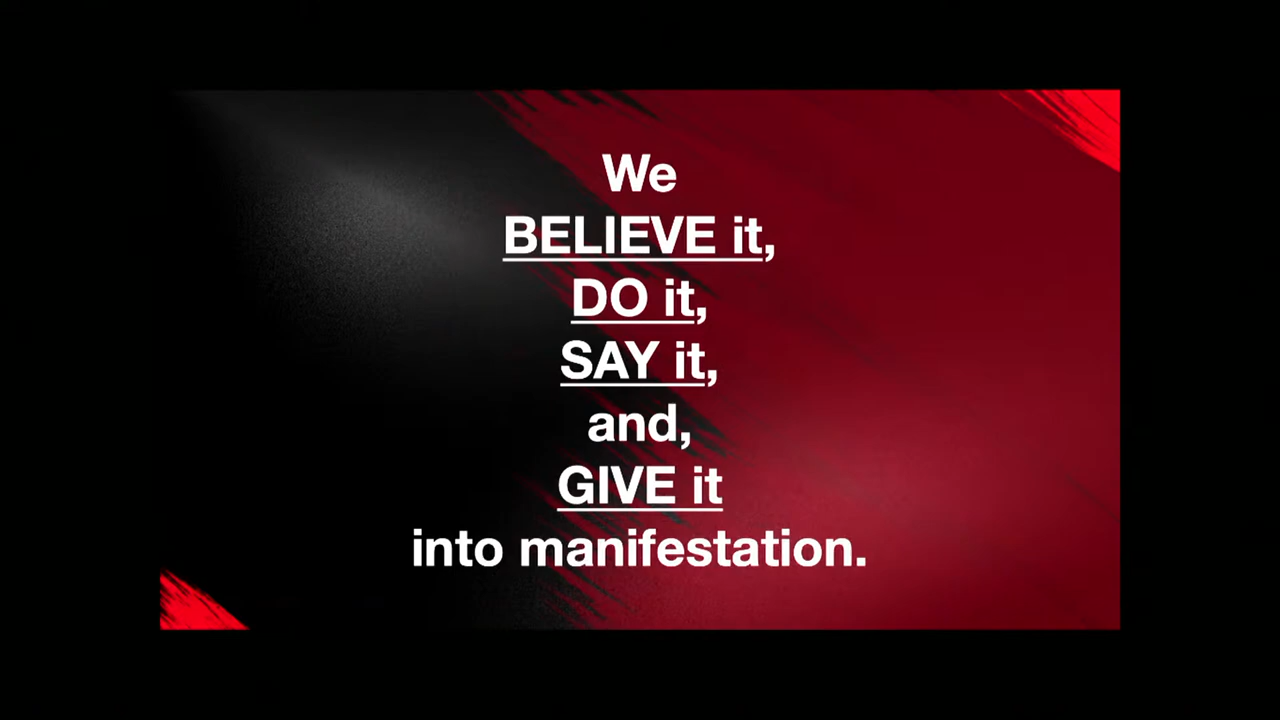 We
BELIEVE it,
DO it,
SAY it,
and,
GIVE it
into manifestation.